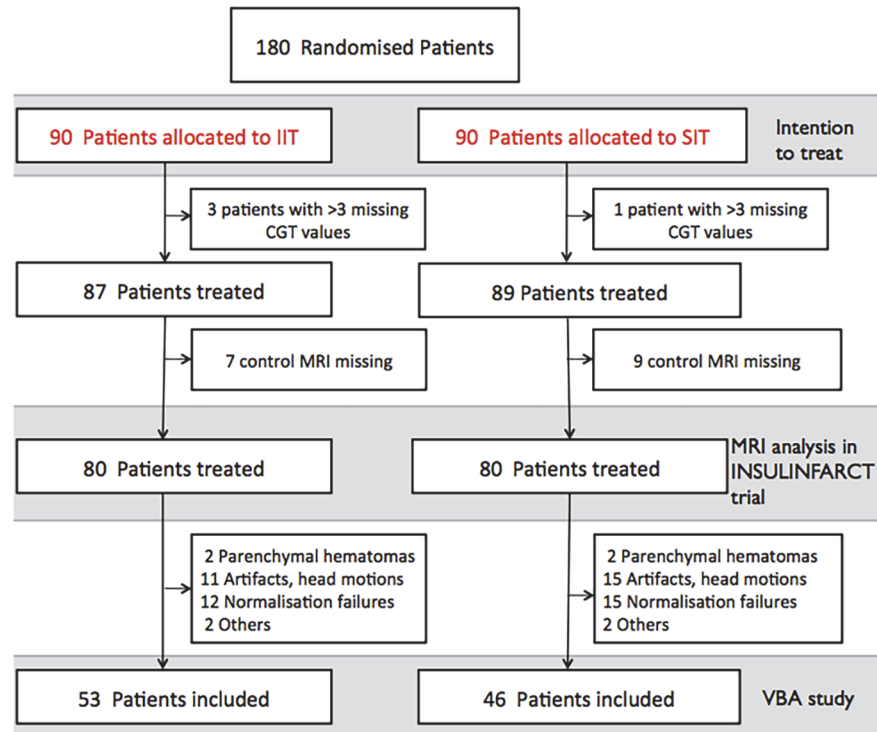 180 Randomised Patients
90 Patients allocated to IIT
90 Patients allocated to SIT
Intention
to treat
3 patients with >3 missing
CGT values
1 patient with >3 missing
CGT values
87 Patients treated
89 Patients treated
7 control MRI missing
9 control MRI missing
80 Patients treated
80 Patients treated
MRI analysis in
INSULINFARCT
trial
2 Parenchymal hematomas
11 Artifacts, head motions
12 Normalisation failures
2 Others
2 Parenchymal hematomas
15 Artifacts, head motions
15 Normalisation failures
2 Others
53 Patients included
46 Patients included
VBA study